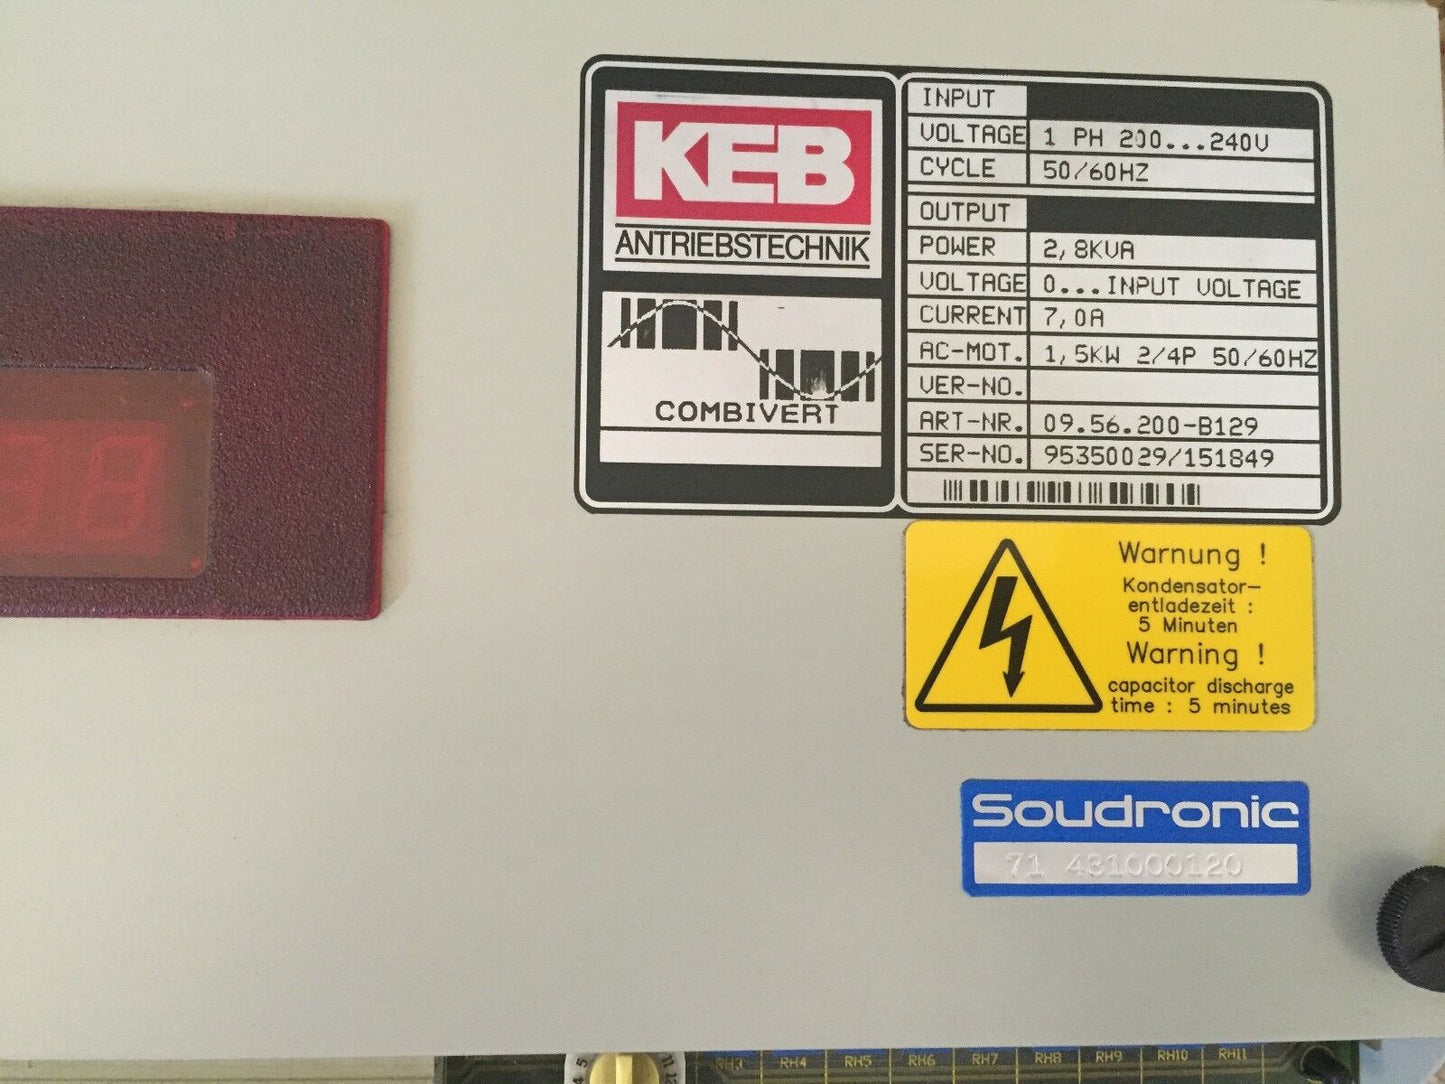 KEB
ANTRIEBSTECHNIK
COMBIVERT
INPUT
VOLTAGE 1 PH 200...240V
CYCLE 50/60HZ
OUTPUT
POWER 2,8KVA
VOLTAGE 0...INPUT VOLTAGE
CURRENT 7,0A
AC-MOT. 1,5KW 2/4P 50/60HZ
VER-NO.
ART-NR. 09.56.200-B129
SER-NO. 95350029/151849
Warnung !
Kondensator-
entladezeit :
5 Minuten
Warning !
capacitor discharge
time : 5 minutes
Soudronic
71 431000120
RH3 RH4 RH5 RH6 RH7 RH8 RH9 RH10 RH11